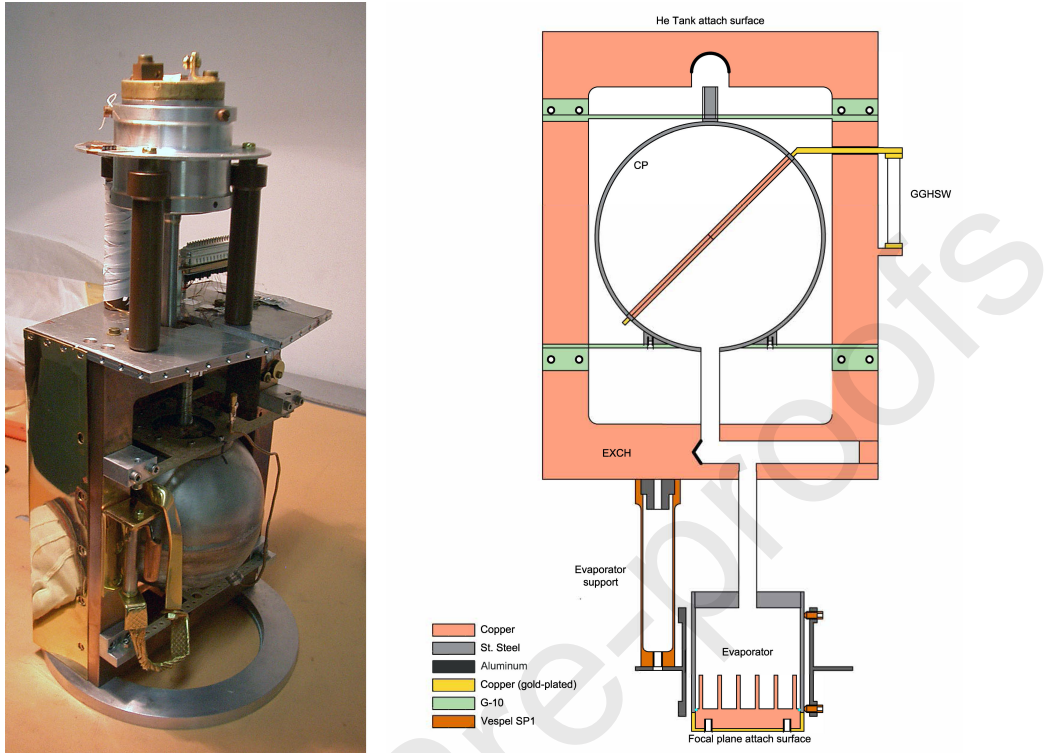 He Tank attach surface
CP
GGHSW
EXCH
Evaporator
support
Copper
St. Steel
Aluminum
Copper (gold-plated)
G-10
Vespel SP1
Evaporator
Focal plane attach surface
re-proofs